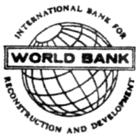 INTERNATIONAL BANK FOR
WORLD BANK
RECONSTRUCTION AND DEVELOPMENT